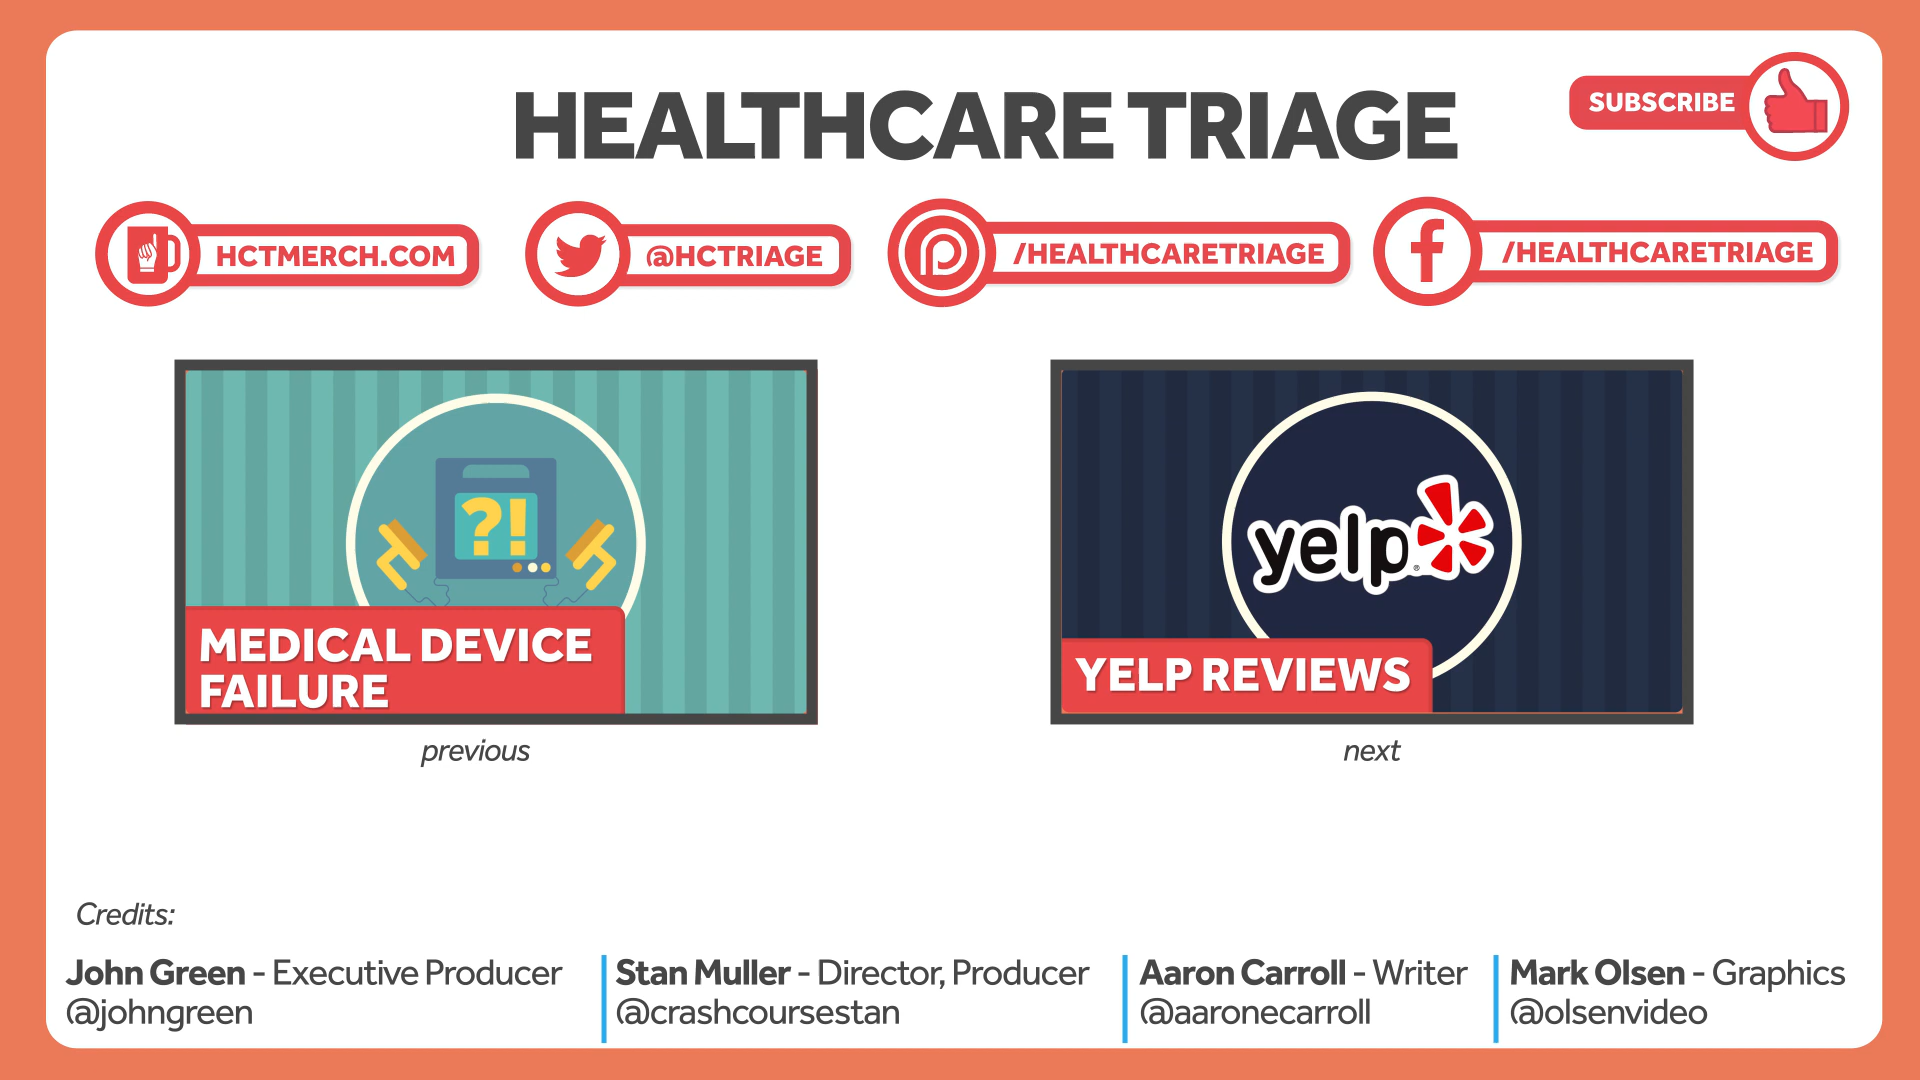 HEALTHCARE TRIAGE
SUBSCRIBE
HCTMERCH.COM
@HCTRIAGE
/HEALTHCARETRIAGE
/HEALTHCARETRIAGE
?!
MEDICAL DEVICE
FAILURE
previous
yelp
®
YELP REVIEWS
next
Credits:
John Green - Executive Producer
@johngreen
Stan Muller - Director, Producer
@crashcoursestan
Aaron Carroll - Writer
@aaronecarroll
Mark Olsen - Graphics
@olsenvideo